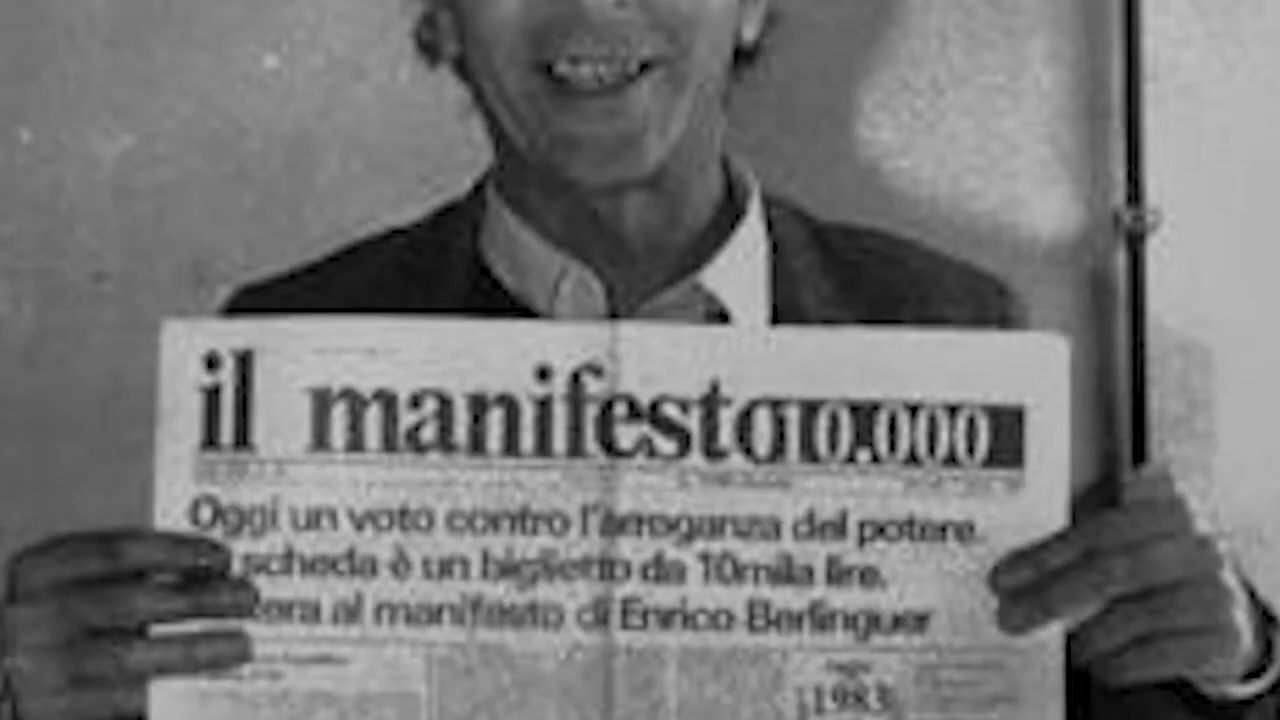 il manifesto 10.000
Oggi un voto contro l'arroganza del potere.
scheda è un biglietto da 10mila lire.
al manifesto di Enrico Berlinguer
1983